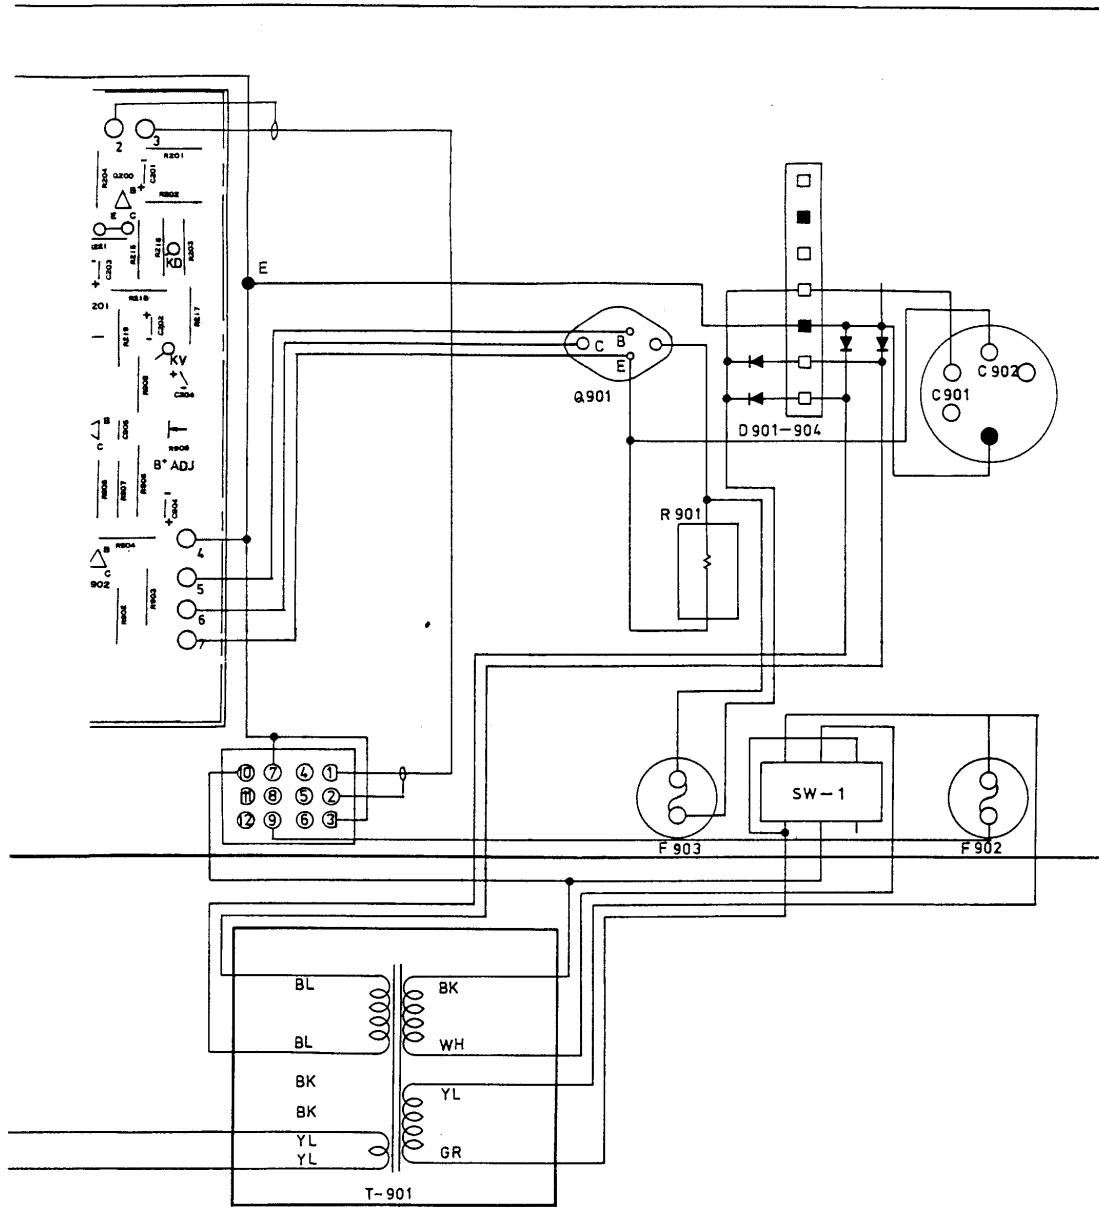 2
3
R201
R204
Q200
C201
B
E
C
R202
R215
R216
R203
KD
C203
E
201
R218
R219
C202
R217
KV
C204
B
C
R905
B+ ADJ
R907
C904
R904
B
C
902
R902
R903
4
5
6
7
C
B
E
Q901
D901-904
C902
C901
R901
10 7 4 1
11 8 5 2
12 9 6 3
SW-1
F903
F902
BL
BK
BL
WH
BK
BK
YL
YL
YL
GR
T-901